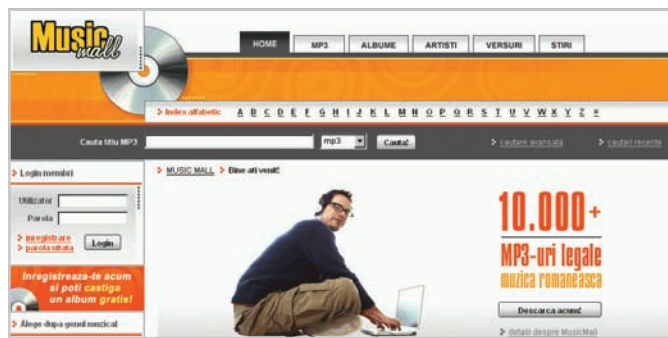 Music
mall
HOME MP3 ALBUME ARTISTI VERSURI STIRI
Index alfabetic: A B C D E F G H I J K L M N O P Q R S T U V W X Y Z #
Cauta titlu MP3 mp3 Cauta!
cautare avansata cautari recente
Login membri
MUSIC MALL Bine ati venit!
Utilizator
Parola
inregistrare
parola uitata
Login
10.000+
MP3-uri legale
muzica romaneasca
Descarca acum!
detalii despre MusicMall
Inregistreaza-te acum
si poti castiga
un album gratis!
Alege dupa genul muzical